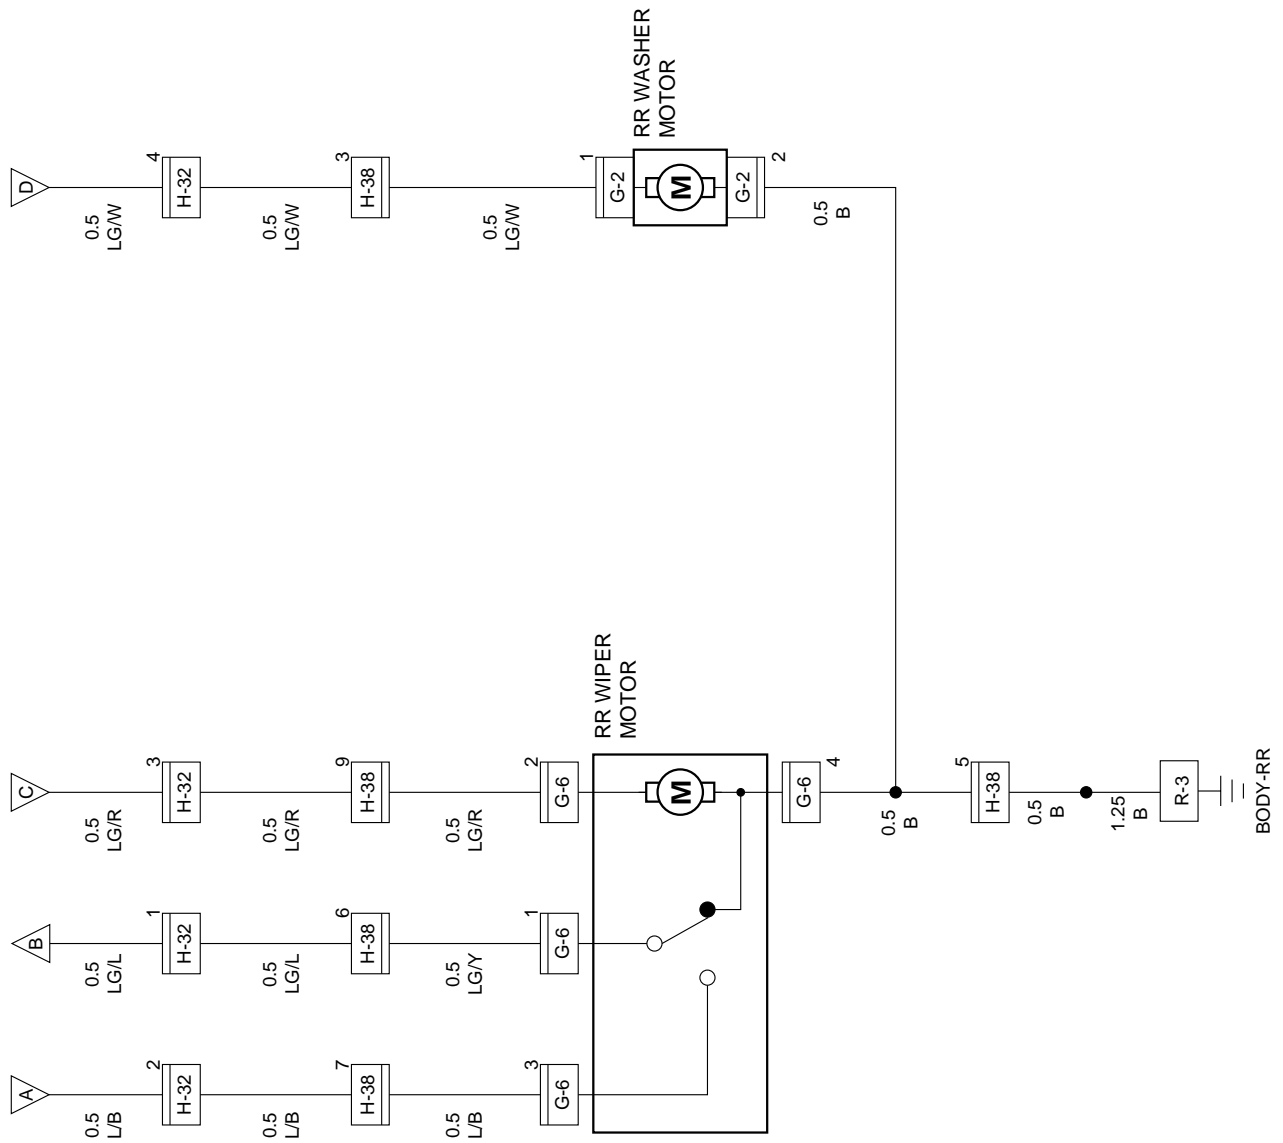 D
4
0.5
LG/W
H-32
3
0.5
LG/W
H-38
1
0.5
LG/W
G-2
RR WASHER
MOTOR
M
G-2
2
0.5
B
C
3
0.5
LG/R
H-32
9
0.5
LG/R
H-38
2
0.5
LG/R
G-6
RR WIPER
MOTOR
M
G-6
4
0.5
B
5
H-38
0.5
B
1.25
B
R-3
BODY-RR
B
1
0.5
LG/L
H-32
6
0.5
LG/L
H-38
1
0.5
LG/Y
G-6
A
2
0.5
L/B
H-32
7
0.5
L/B
H-38
3
0.5
L/B
G-6